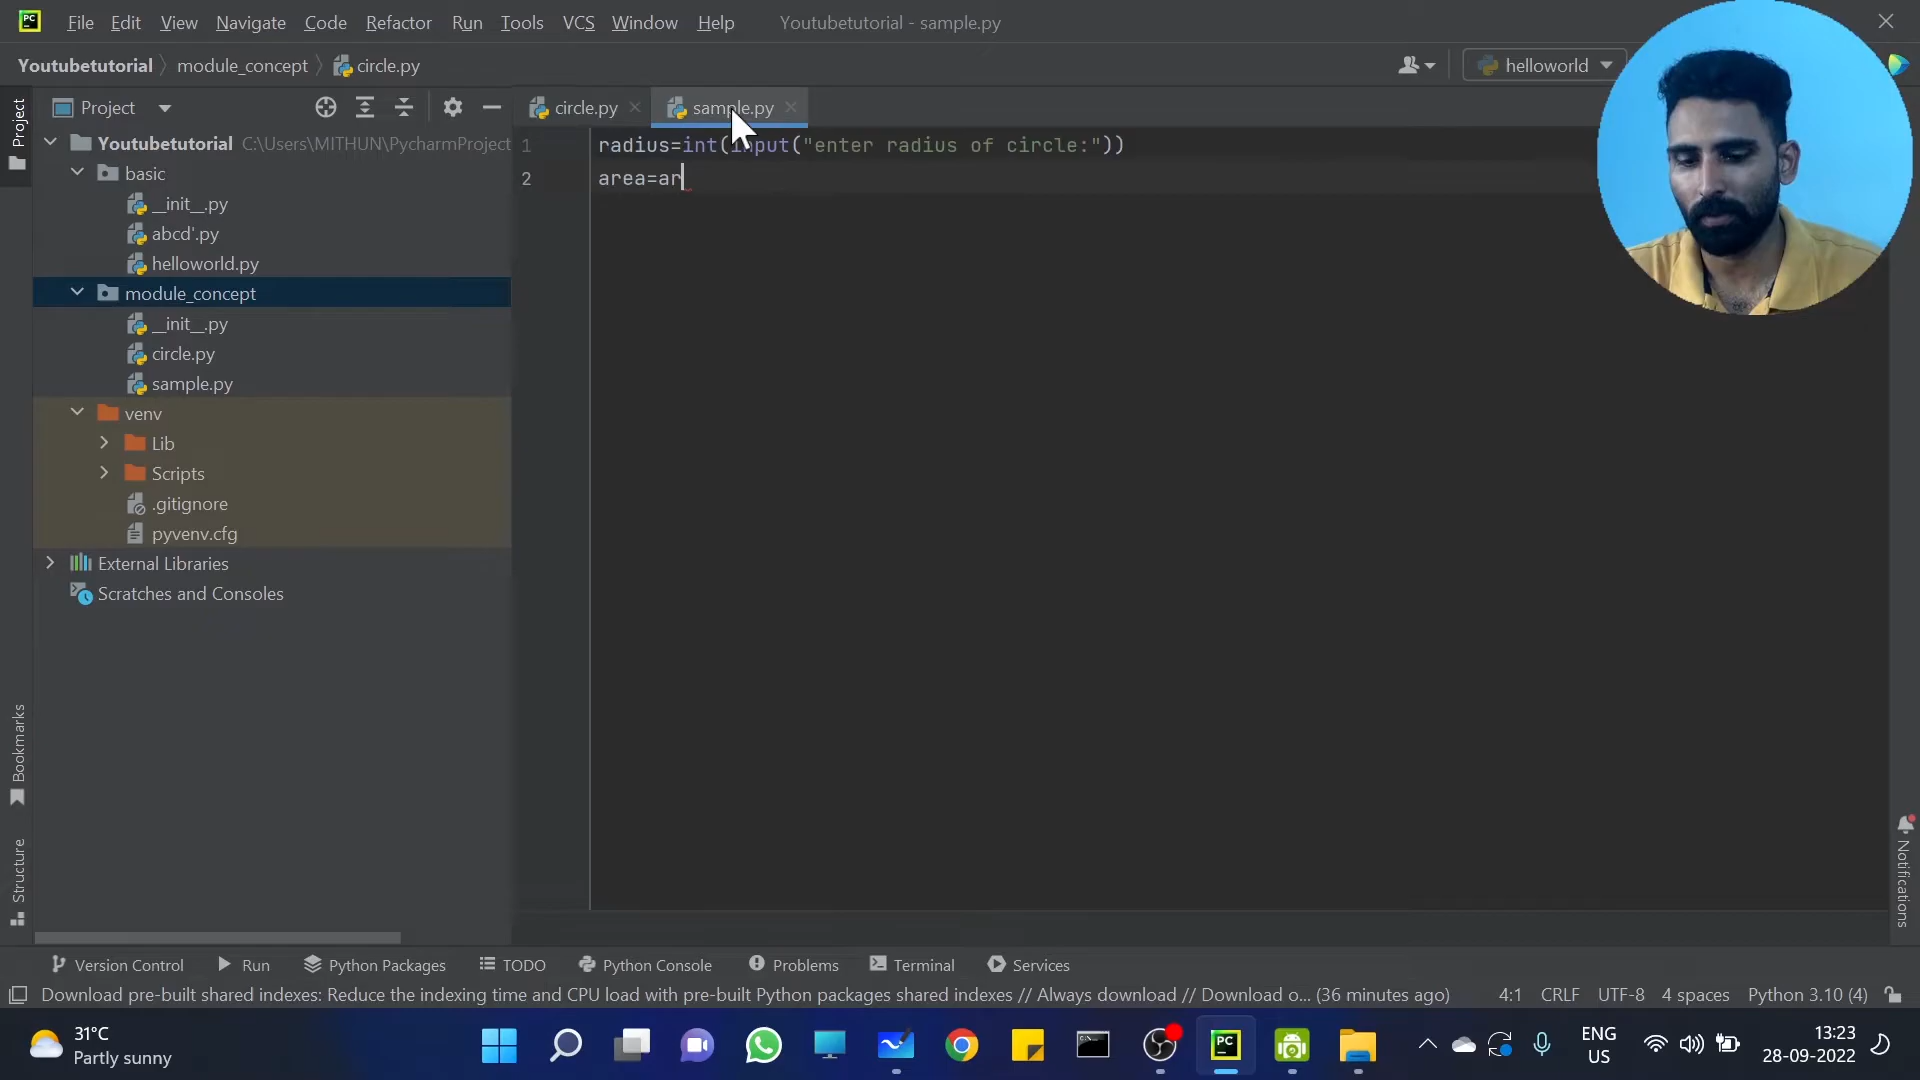 PC File Edit View Navigate Code Refactor Run Tools VCS Window Help Youtubetutorial - sample.py
Youtubetutorial module_concept circle.py helloworld
Project circle.py sample.py
Project
Youtubetutorial C:\Users\MITHUN\PycharmProject
basic
__init__.py
abcd'.py
helloworld.py
module_concept
__init__.py
circle.py
sample.py
venv
Lib
Scripts
.gitignore
pyvenv.cfg
External Libraries
Scratches and Consoles
1 radius=int(input("enter radius of circle:"))
2 area=ar
Bookmarks
Structure
Notifications
Version Control Run Python Packages TODO Python Console Problems Terminal Services
Download pre-built shared indexes: Reduce the indexing time and CPU load with pre-built Python packages shared indexes // Always download // Download o... (36 minutes ago) 4:1 CRLF UTF-8 4 spaces Python 3.10 (4)
31°C
Partly sunny
PC
ENG
US
13:23
28-09-2022